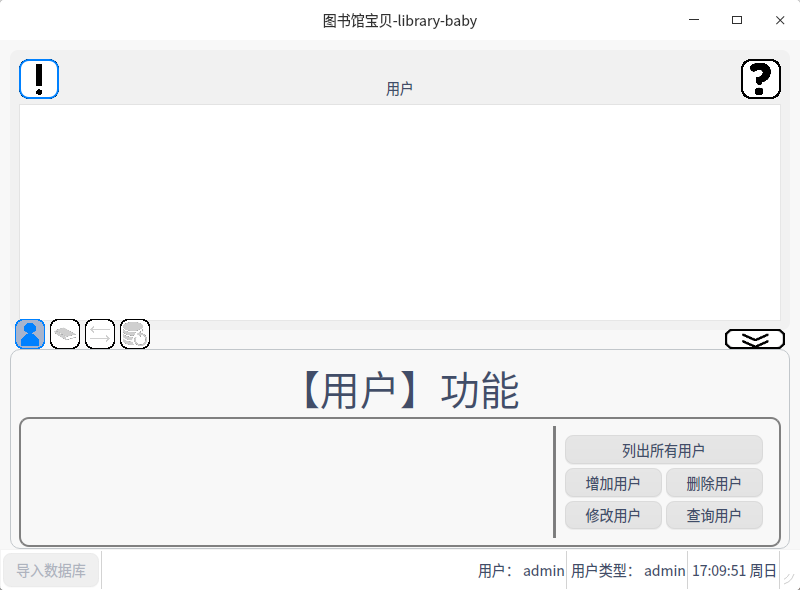 图书馆宝贝-library-baby
用户
【用户】功能
列出所有用户
增加用户 删除用户
修改用户 查询用户
导入数据库 用户： admin 用户类型： admin 17:09:51 周日